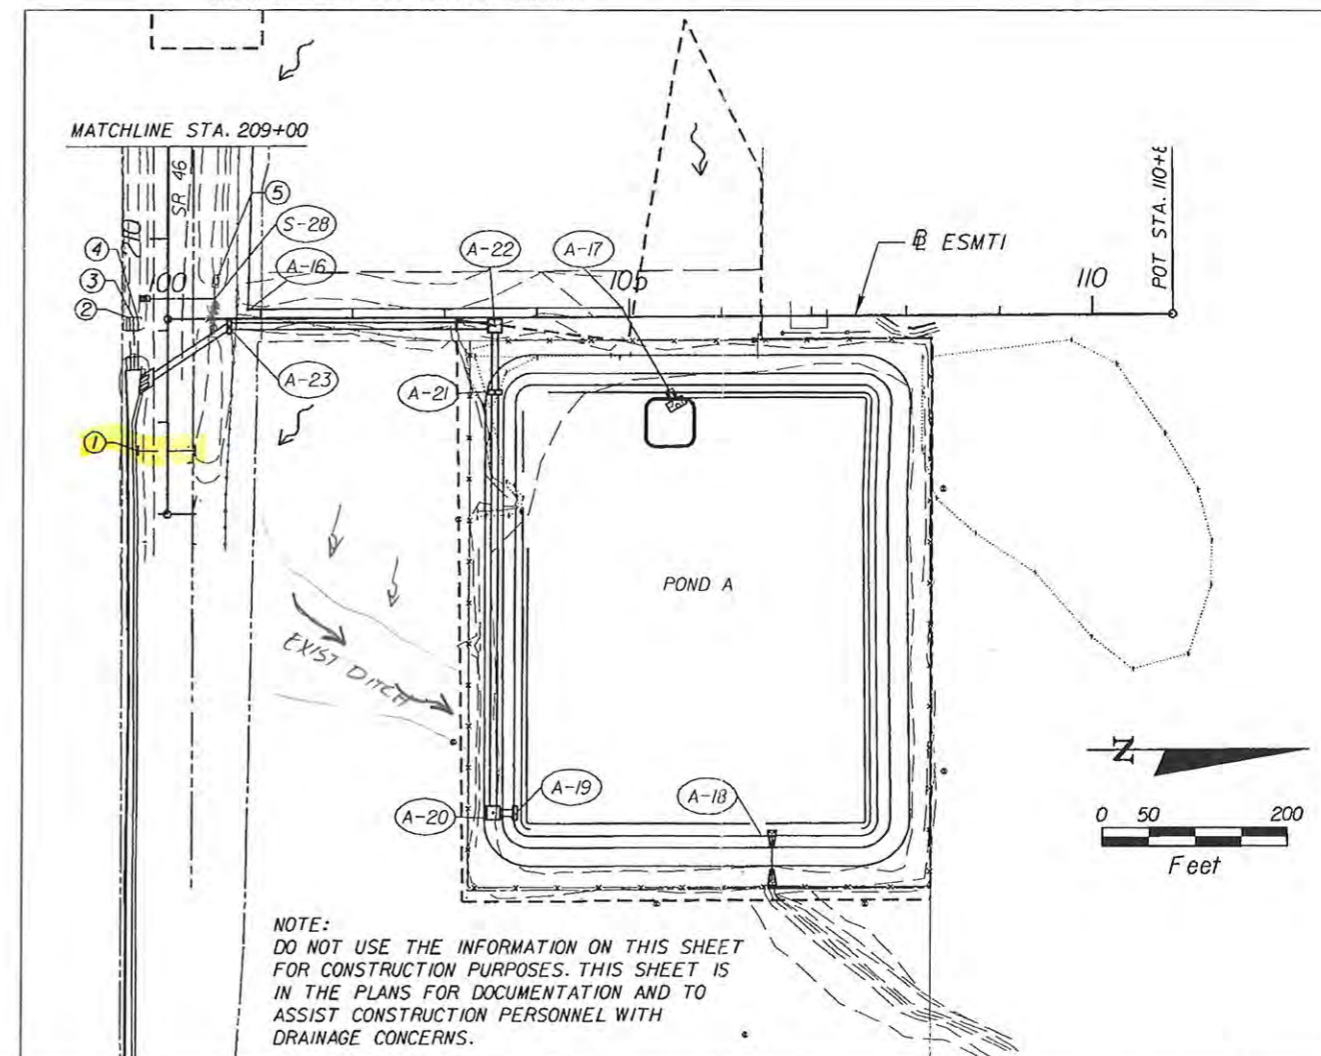 MATCHLINE STA. 209+00
SR 46
210
5
S-28
A-22
A-17
℄ ESMT1
POT STA. 110+
4
3
2
100
A-16
105
110
A-23
A-21
1
POND A
EXIST DITCH
N
A-20
A-19
A-18
0 50 200
Feet
NOTE:
DO NOT USE THE INFORMATION ON THIS SHEET
FOR CONSTRUCTION PURPOSES. THIS SHEET IS
IN THE PLANS FOR DOCUMENTATION AND TO
ASSIST CONSTRUCTION PERSONNEL WITH
DRAINAGE CONCERNS.